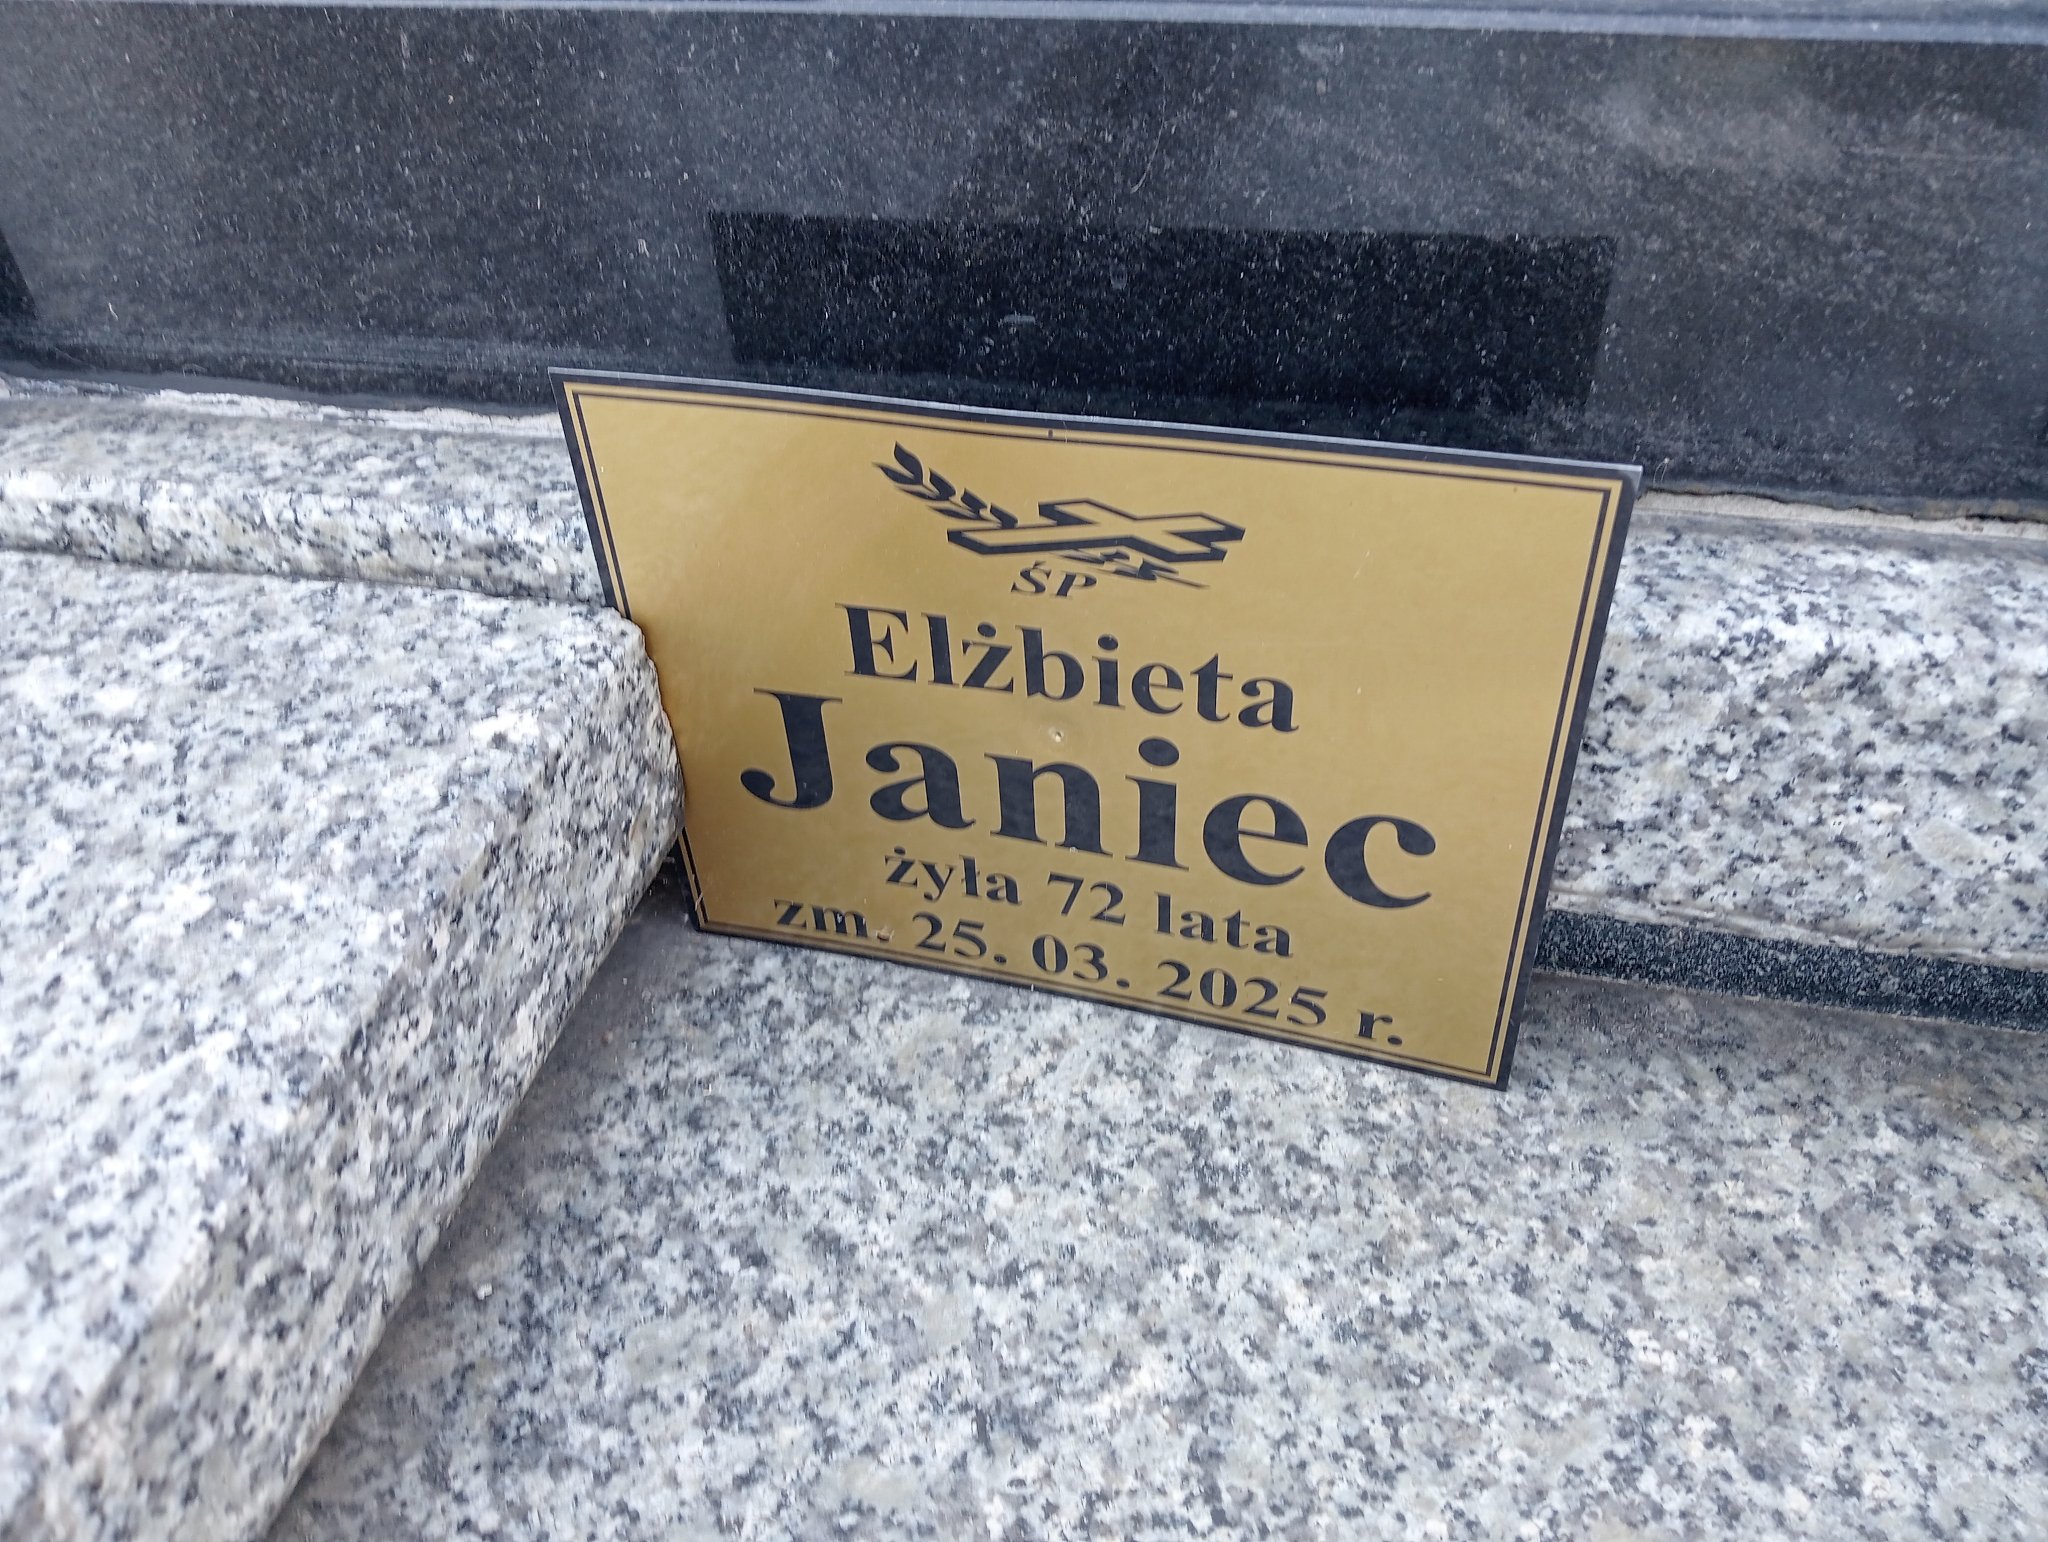 ŚP
Elżbieta
Janiec
żyła 72 lata
zm. 25. 03. 2025 r.